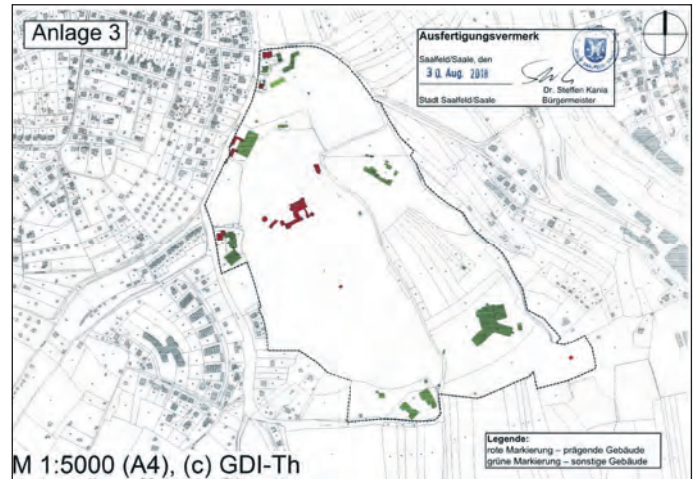 Anlage 3
Ausfertigungsvermerk
Saalfeld/Saale, den
30. Aug. 2018
Dr. Steffen Kania
Stadt Saalfeld/Saale Bürgermeister
Legende:
rote Markierung – prägende Gebäude
grüne Markierung – sonstige Gebäude
M 1:5000 (A4), (c) GDI-Th